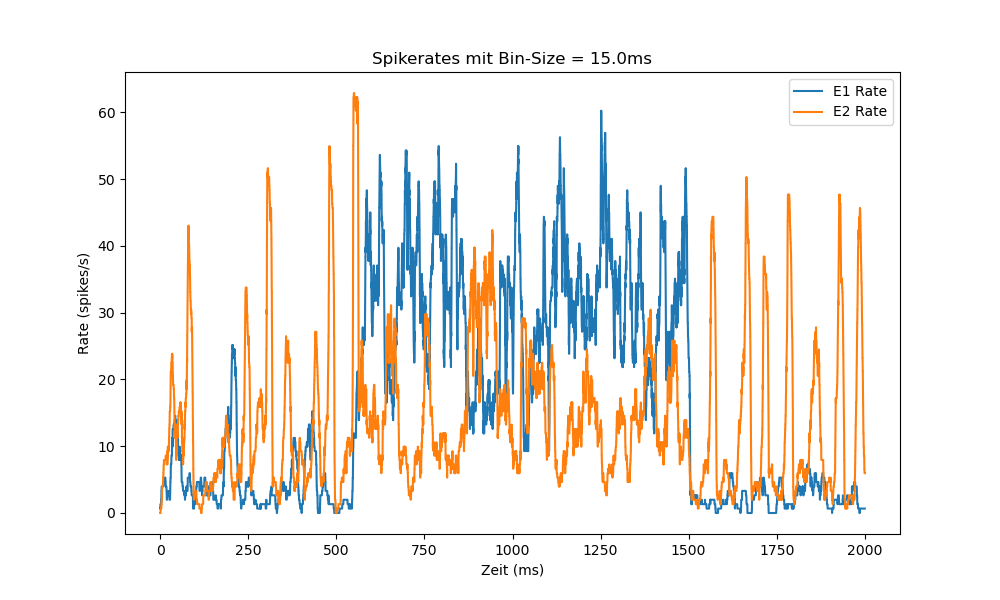 Spikerates mit Bin-Size = 15.0ms
E1 Rate
E2 Rate
Rate (spikes/s)
60
50
40
30
20
10
0
0 250 500 750 1000 1250 1500 1750 2000
Zeit (ms)